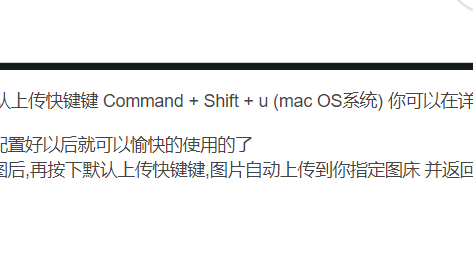 认上传快键键 Command + Shift + u (mac OS系统) 你可以在详
配置好以后就可以愉快的使用的了
图后,再按下默认上传快键键,图片自动上传到你指定图床 并返回